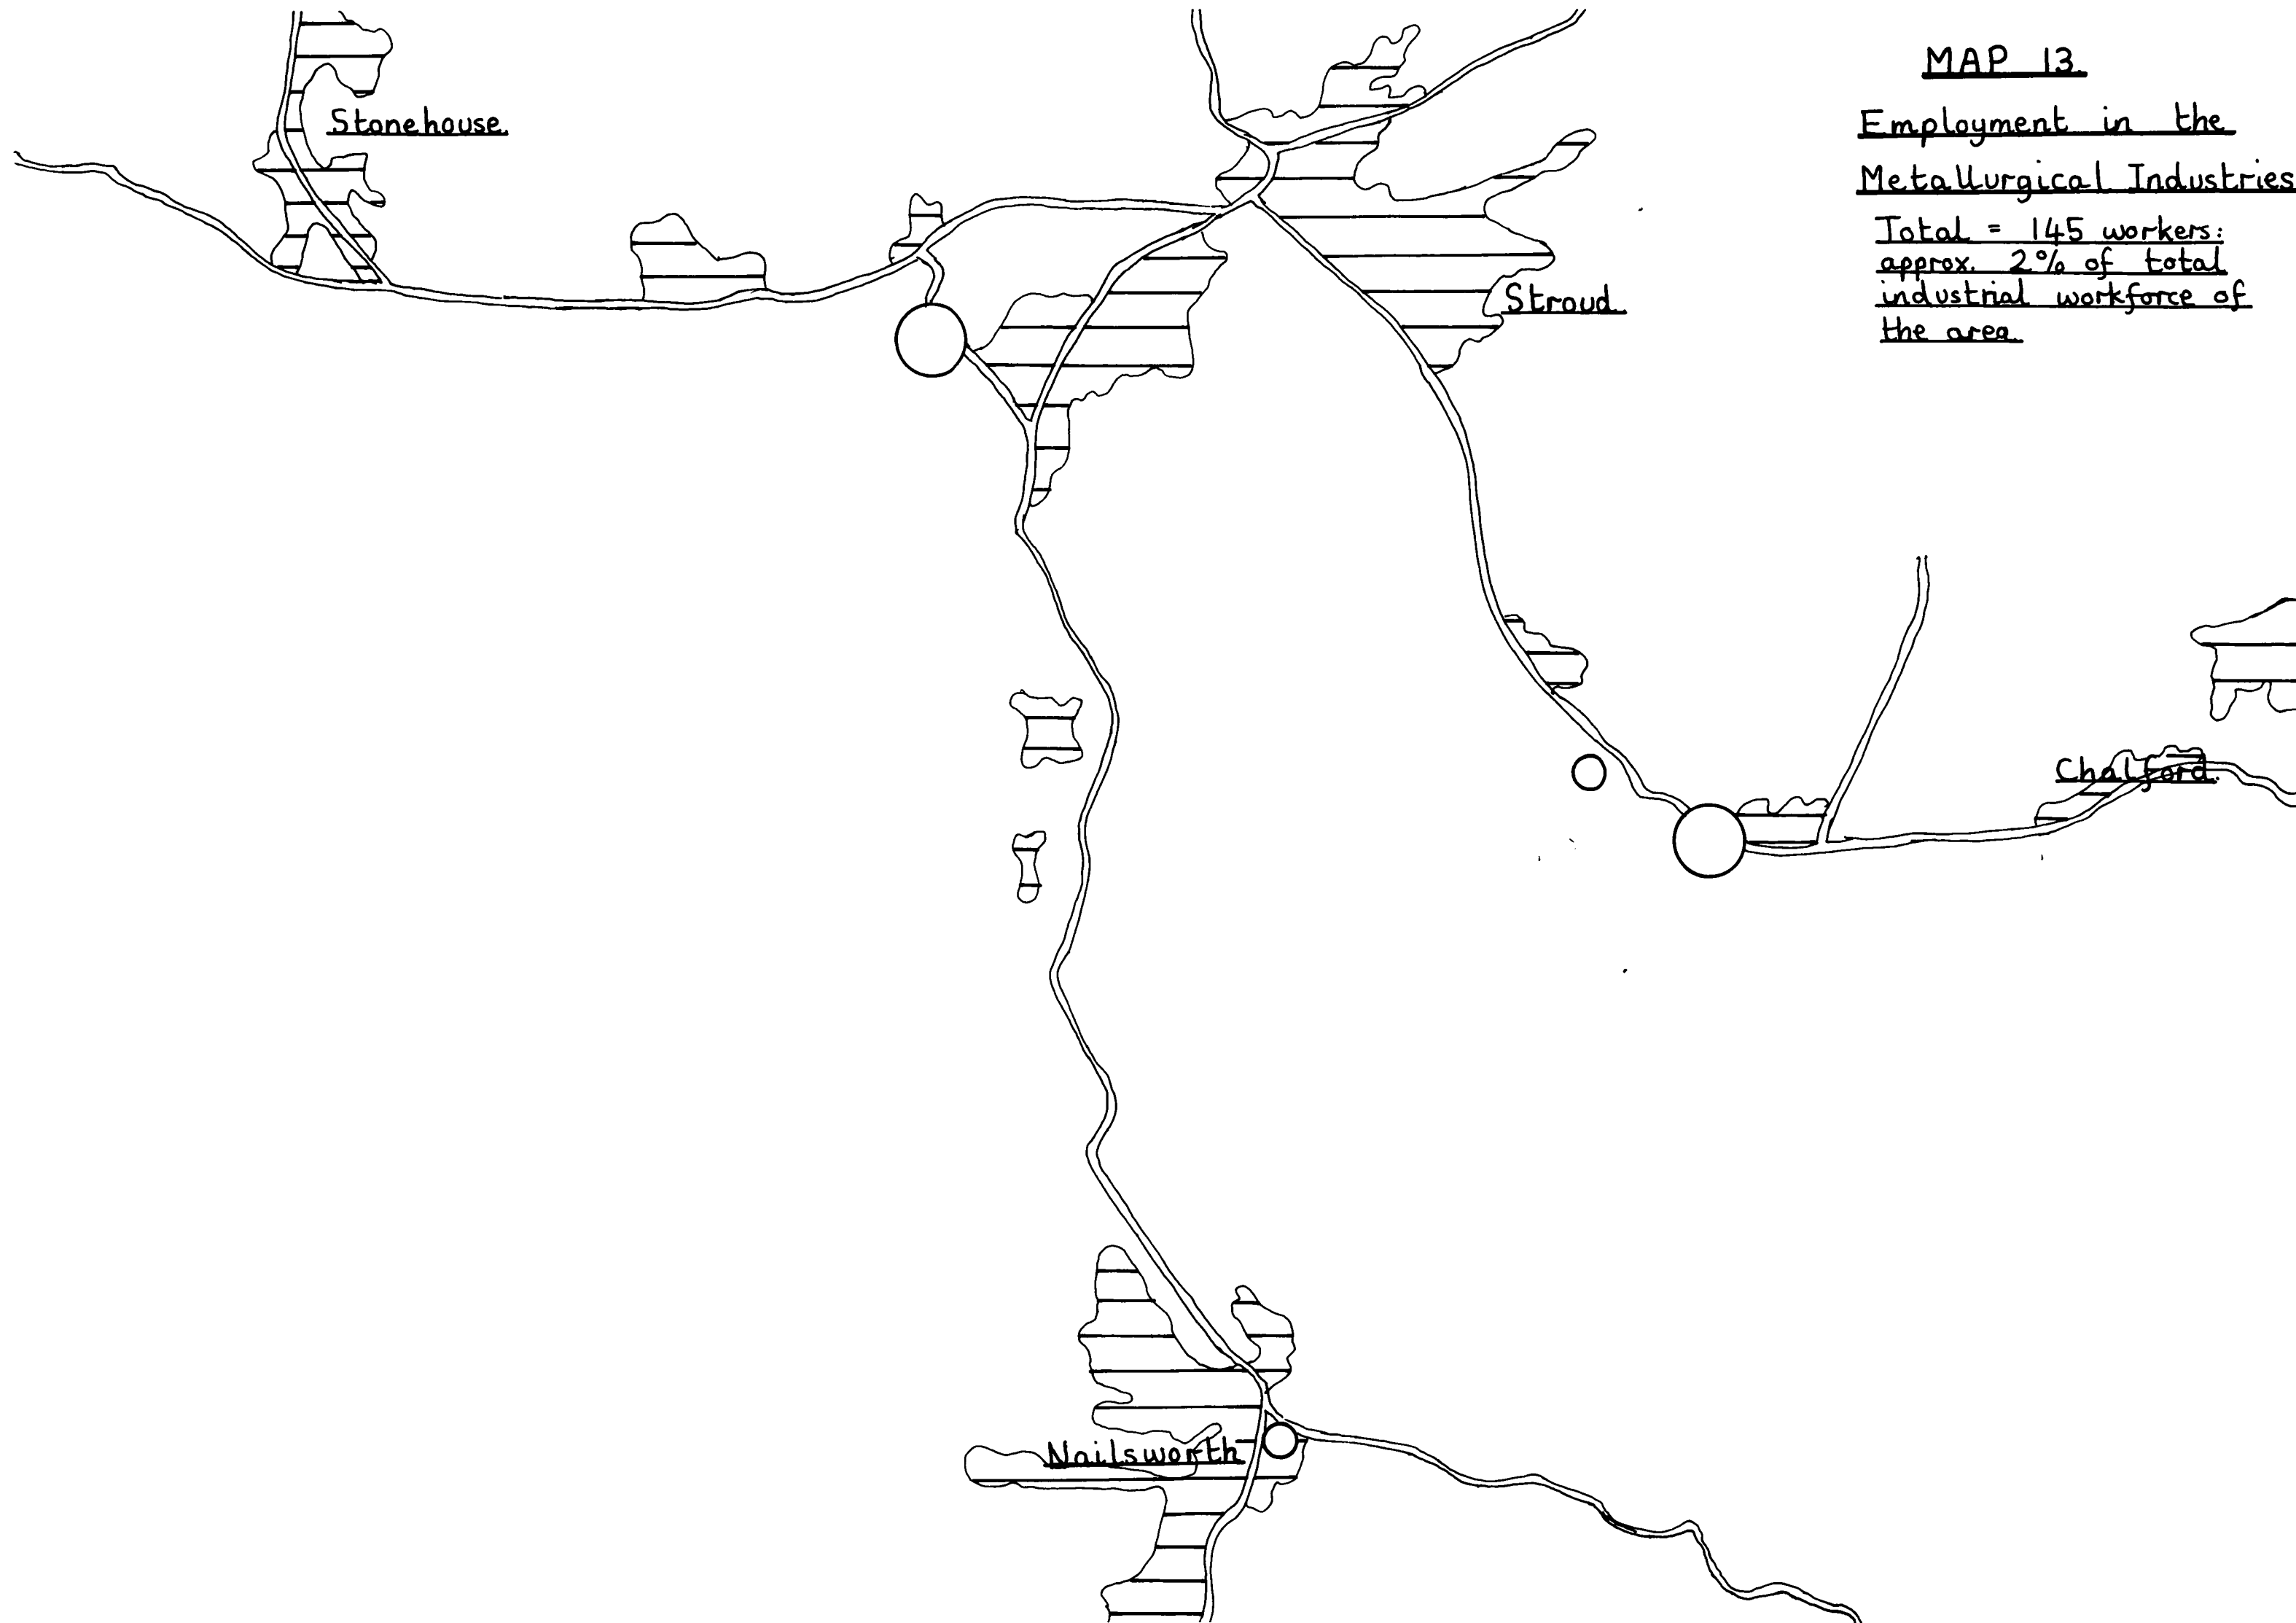 MAP 13.
Employment in the
Metallurgical Industries
Total = 145 workers:
approx. 2% of total
industrial workforce of
the area.
Stonehouse.
Stroud.
Chalford.
Nailsworth